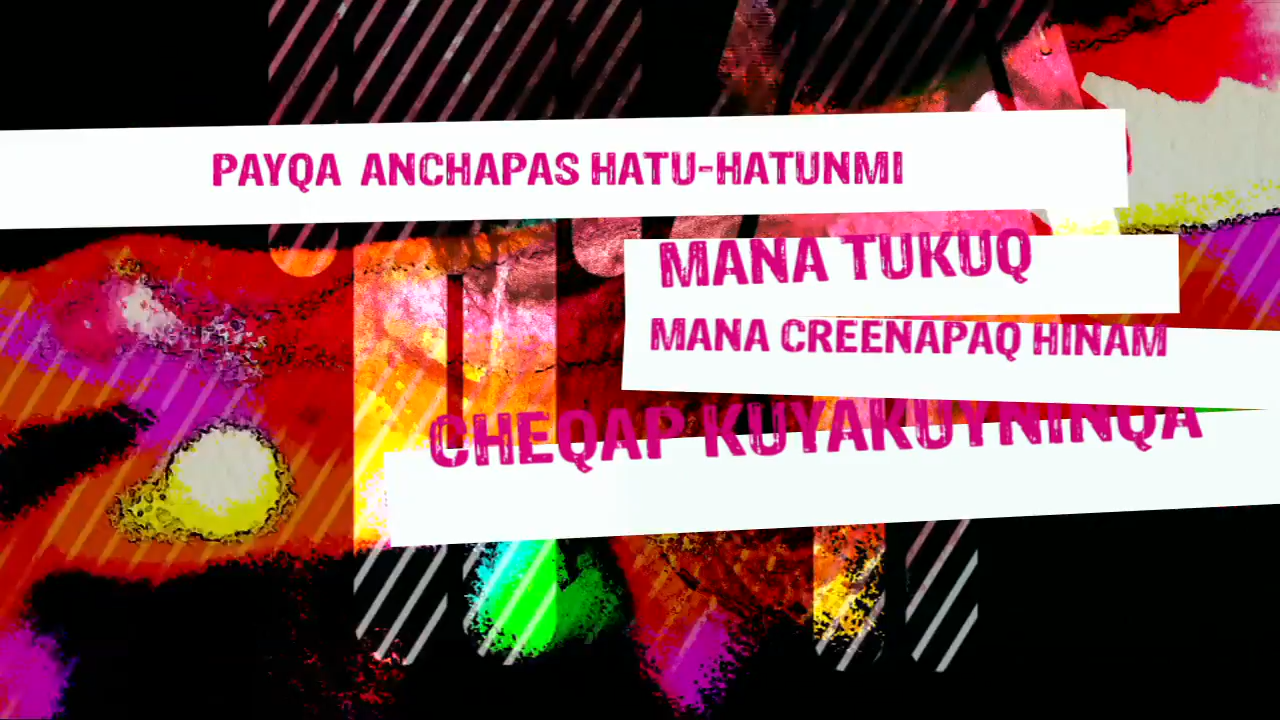 PAYQA ANCHAPAS HATU-HATUNMI
MANA TUKUQ
MANA CREENAPAQ HINAM
CHEQAP KUYAKUYNINQA